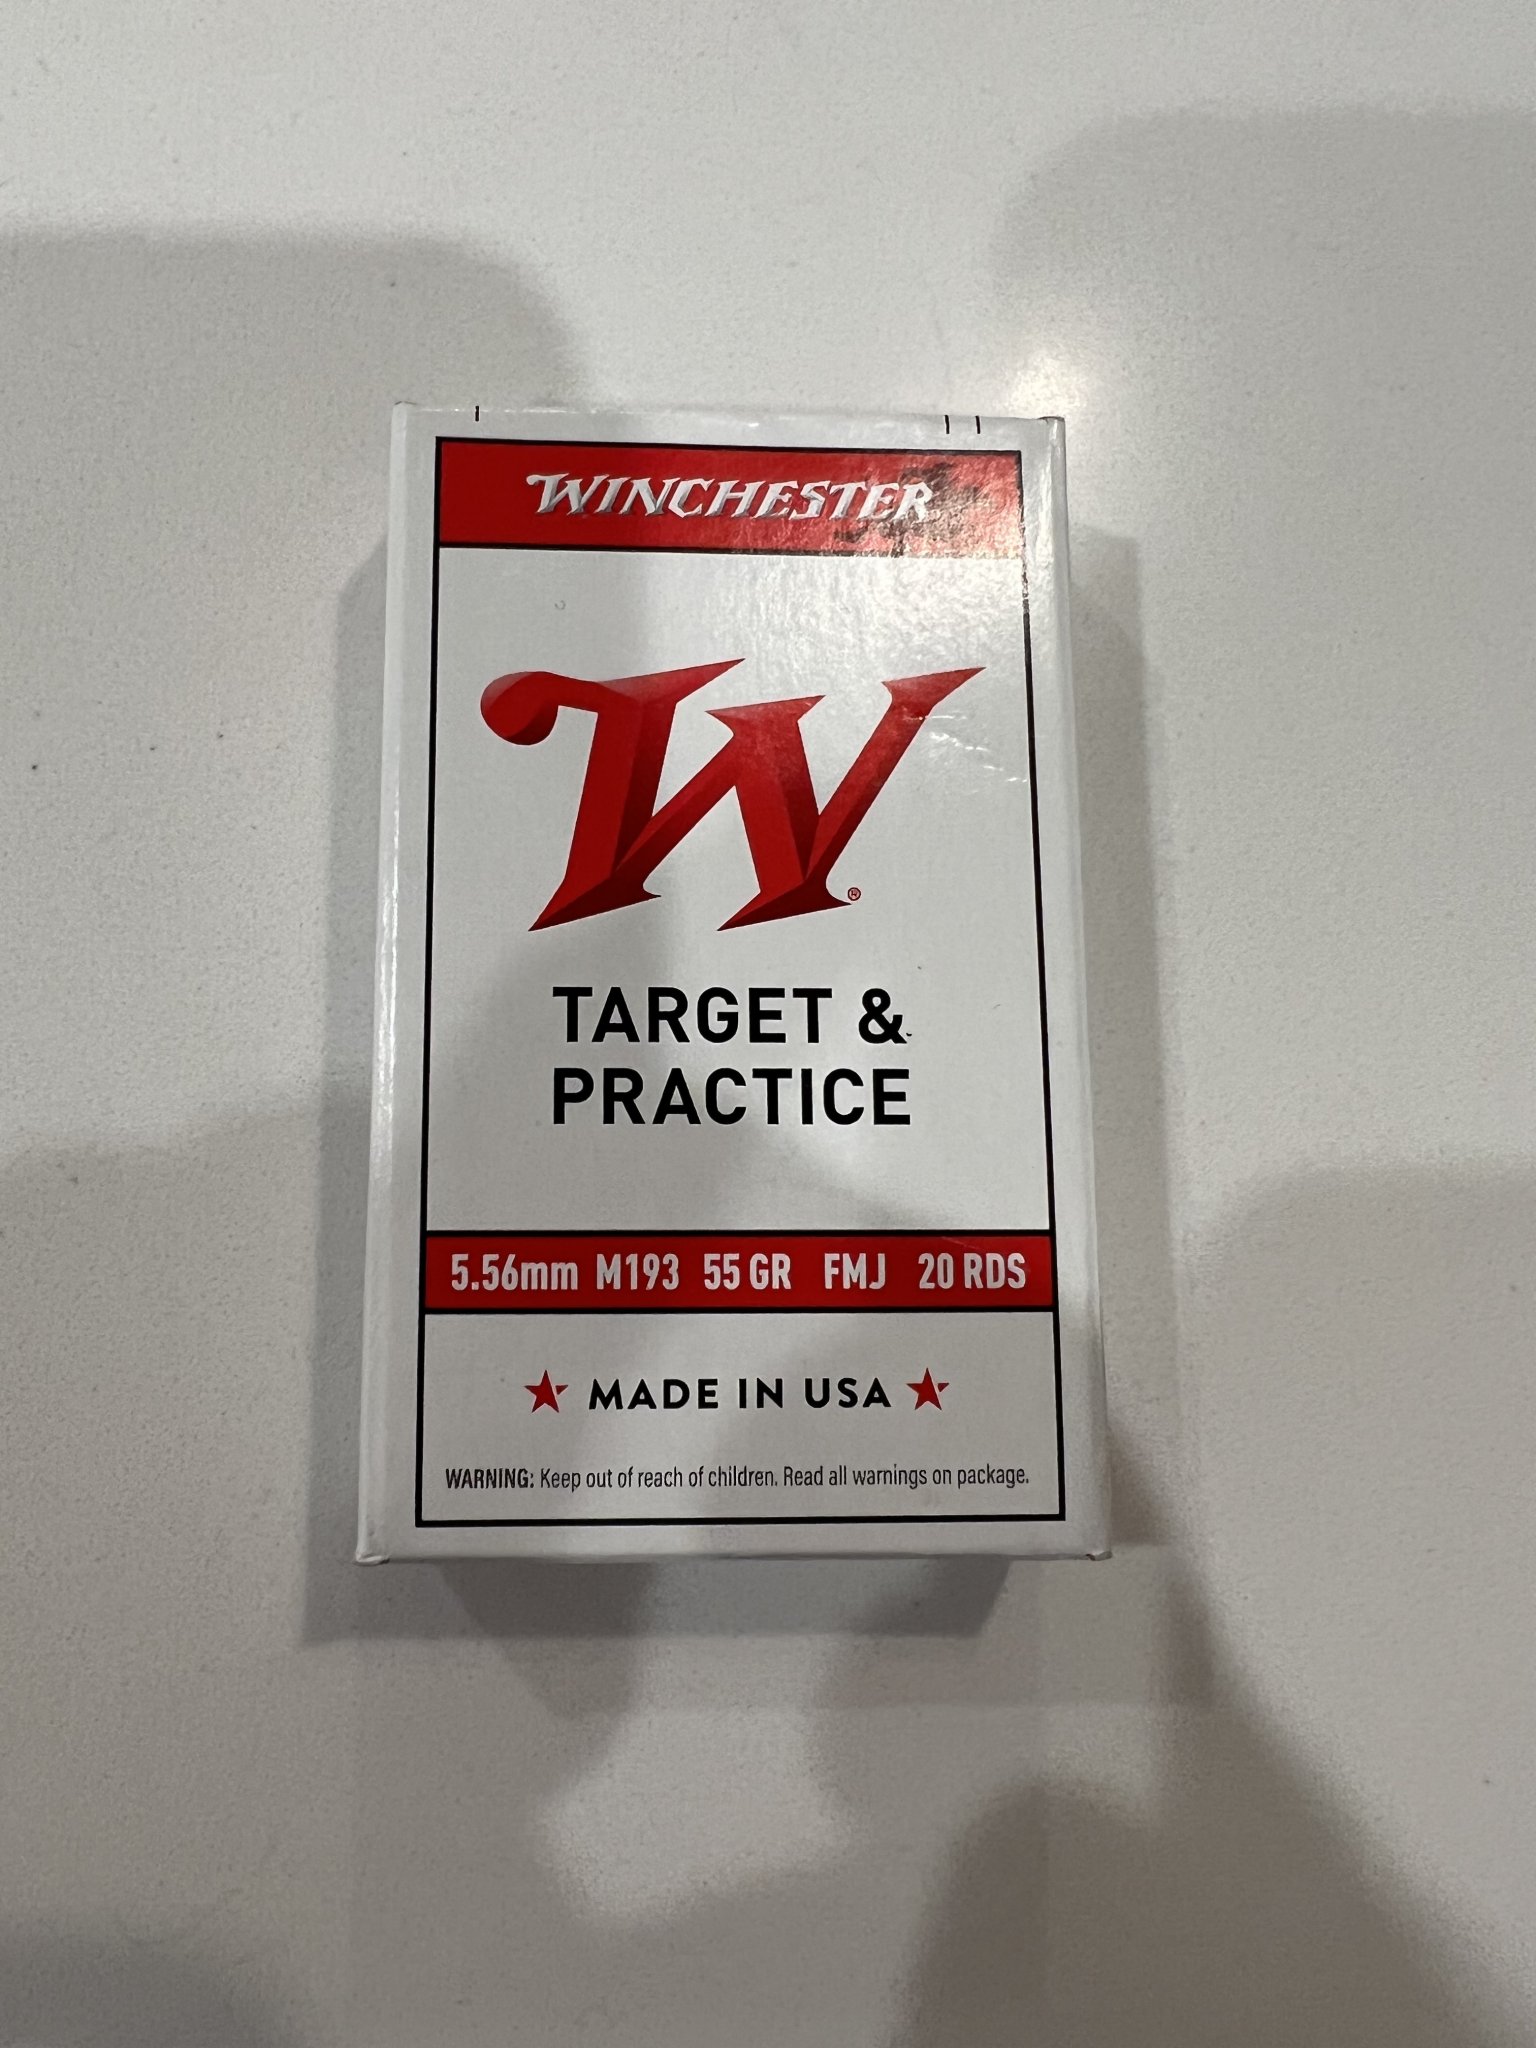 WINCHESTER
W®
TARGET &
PRACTICE
5.56mm M193 55 GR FMJ 20 RDS
MADE IN USA
WARNING: Keep out of reach of children. Read all warnings on package.